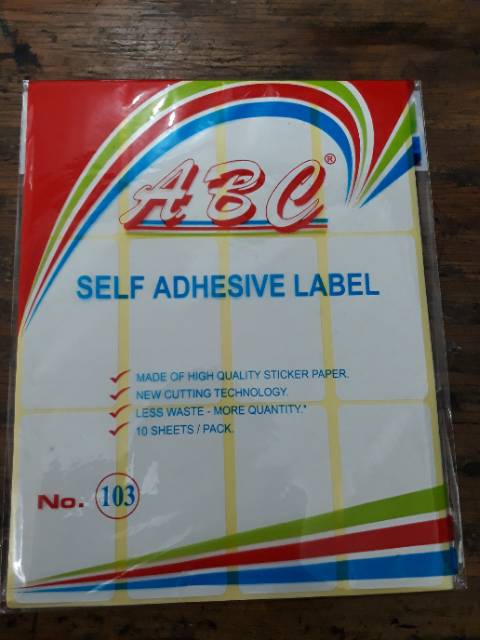 ABC®
SELF ADHESIVE LABEL
MADE OF HIGH QUALITY STICKER PAPER.
NEW CUTTING TECHNOLOGY.
LESS WASTE - MORE QUANTITY.*
10 SHEETS / PACK.
No. 103